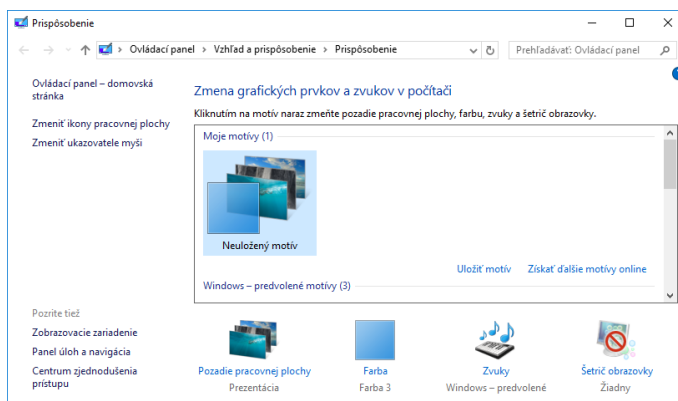 Prispôsobenie
Ovládací panel › Vzhľad a prispôsobenie › Prispôsobenie
Prehľadávať: Ovládací panel
Ovládací panel – domovská
stránka
Zmeniť ikony pracovnej plochy
Zmeniť ukazovatele myši
Zmena grafických prvkov a zvukov v počítači
Kliknutím na motív naraz zmeňte pozadie pracovnej plochy, farbu, zvuky a šetrič obrazovky.
Moje motívy (1)
Neuložený motív
Uložiť motív Získať ďalšie motívy online
Windows – predvolené motívy (3)
Pozrite tiež
Zobrazovacie zariadenie
Panel úloh a navigácia
Centrum zjednodušenia
prístupu
Pozadie pracovnej plochy
Prezentácia
Farba
Farba 3
Zvuky
Windows – predvolené
Šetrič obrazovky
Žiadny